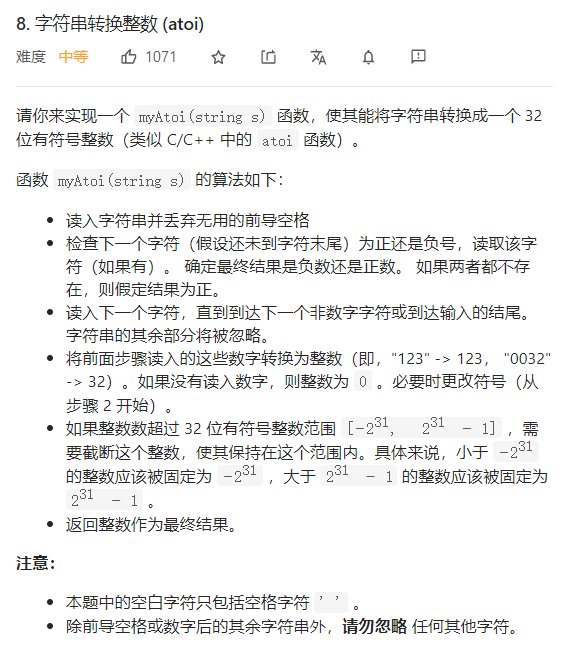 8. 字符串转换整数 (atoi)
难度 中等 1071
请你来实现一个 myAtoi(string s) 函数，使其能将字符串转换成一个 32
位有符号整数（类似 C/C++ 中的 atoi 函数）。
函数 myAtoi(string s) 的算法如下：
• 读入字符串并丢弃无用的前导空格
• 检查下一个字符（假设还未到字符末尾）为正还是负号，读取该字
符（如果有）。 确定最终结果是负数还是正数。 如果两者都不存
在，则假定结果为正。
• 读入下一个字符，直到到达下一个非数字字符或到达输入的结尾。
字符串的其余部分将被忽略。
• 将前面步骤读入的这些数字转换为整数（即，"123" -> 123， "0032"
-> 32）。如果没有读入数字，则整数为 0 。必要时更改符号（从
步骤 2 开始）。
• 如果整数数超过 32 位有符号整数范围 [−2³¹, 2³¹ − 1] ，需
要截断这个整数，使其保持在这个范围内。具体来说，小于 −2³¹
的整数应该被固定为 −2³¹ ，大于 2³¹ − 1 的整数应该被固定为
2³¹ − 1 。
• 返回整数作为最终结果。
注意：
• 本题中的空白字符只包括空格字符 ' ' 。
• 除前导空格或数字后的其余字符串外，请勿忽略 任何其他字符。